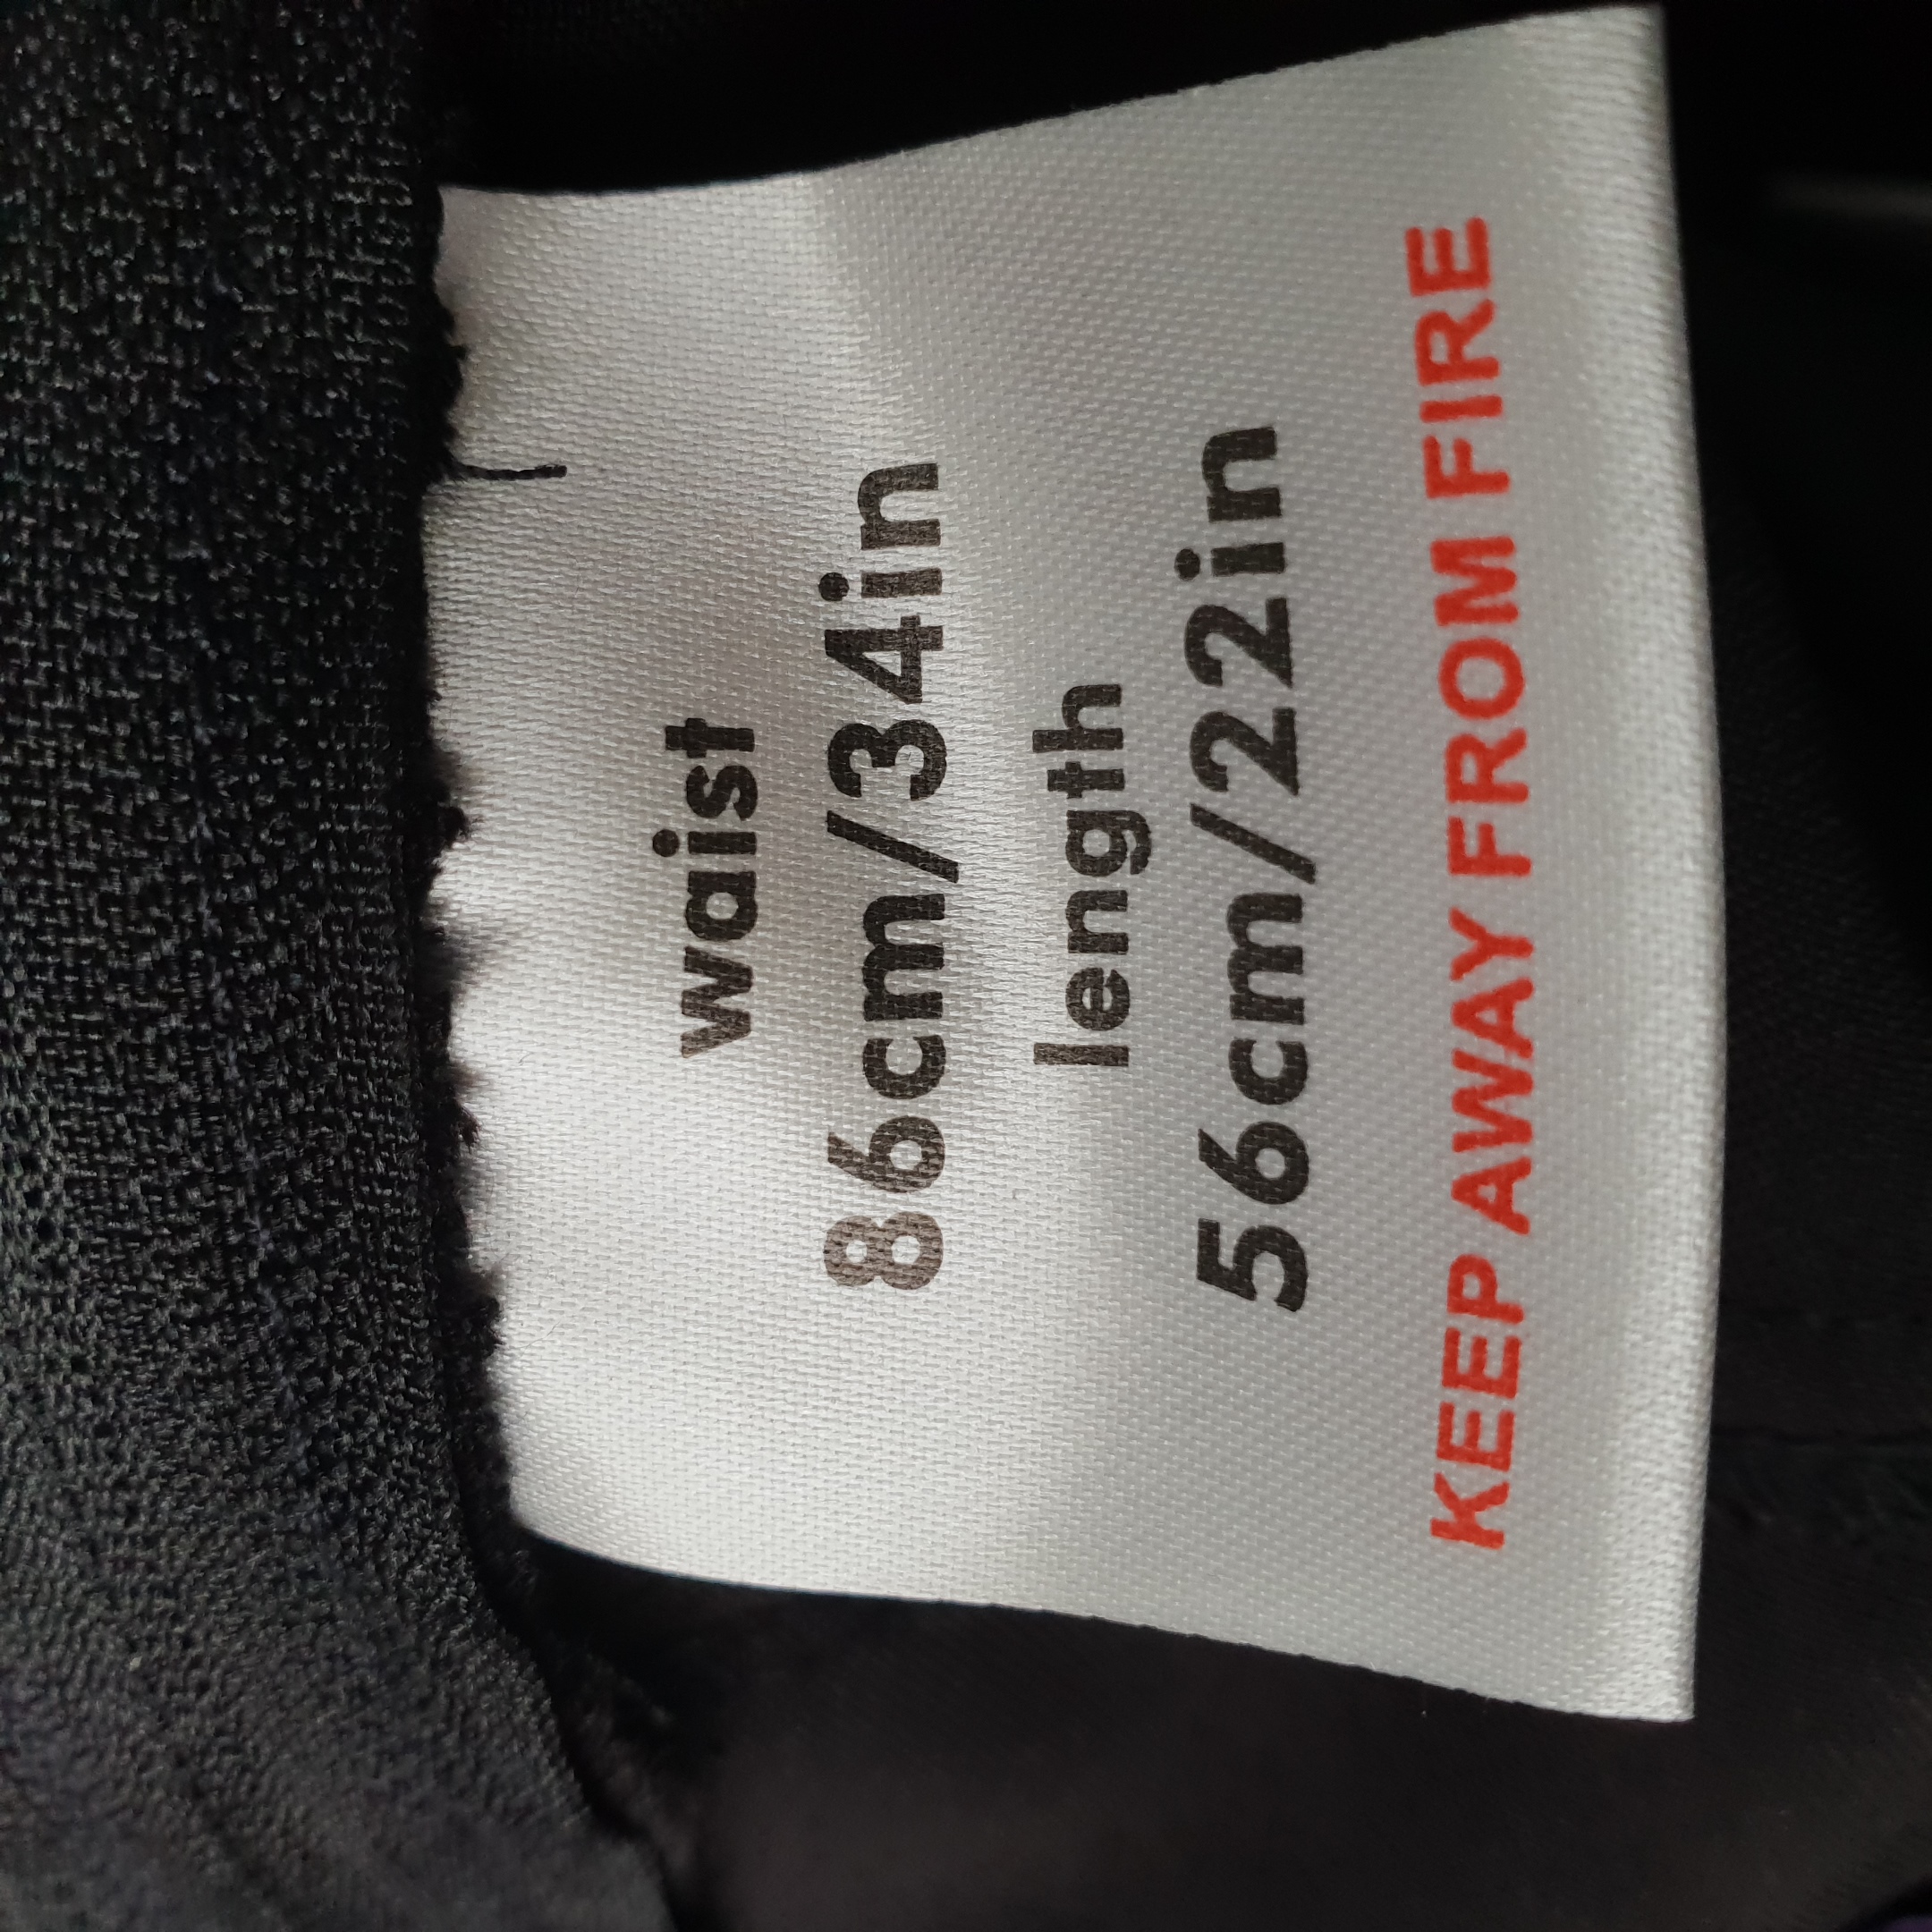 waist
86cm/34in
length
56cm/22in
KEEP AWAY FROM FIRE